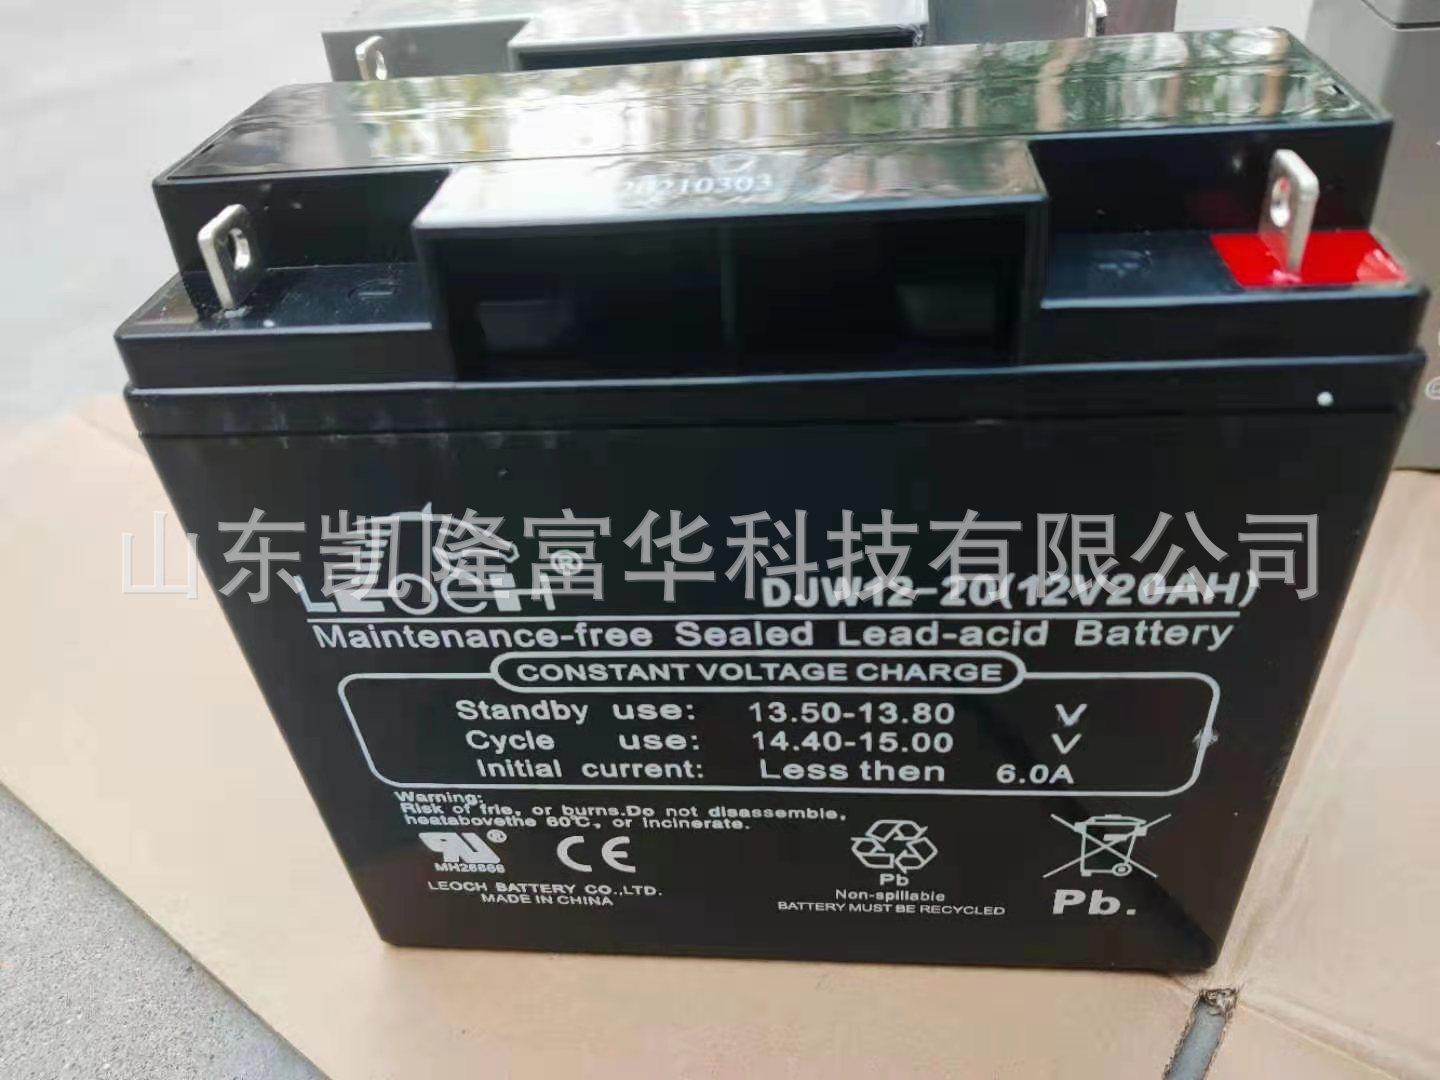 20210303
山东凯隆富华科技有限公司
LEOCH®
DJW12-20(12V20AH)
Maintenance-free Sealed Lead-acid Battery
CONSTANT VOLTAGE CHARGE
Standby use: 13.50-13.80 V
Cycle use: 14.40-15.00 V
Initial current: Less then 6.0A
Warning:
Risk of frie, or burns.Do not disassemble,
heatabovethe 60℃, or incinerate.
MH28866
CE
LEOCH BATTERY CO.,LTD.
MADE IN CHINA
Pb
Non-spillable
BATTERY MUST BE RECYCLED
Pb.